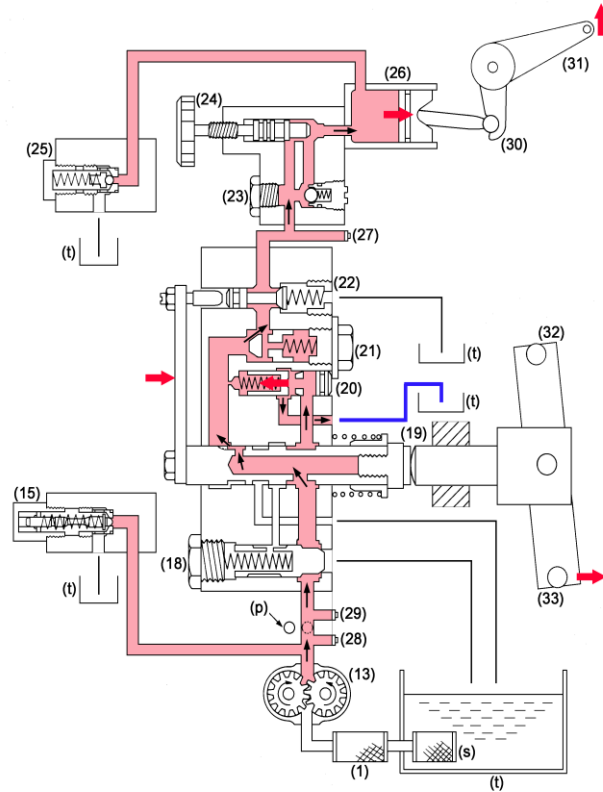 (26)
(31)
(24)
(30)
(25)
(23)
(27)
(t)
(22)
(32)
(21)
(t)
(20)
(t)
(19)
(15)
(18)
(t)
(33)
(p)
(29)
(28)
(13)
(s)
(1)
(t)